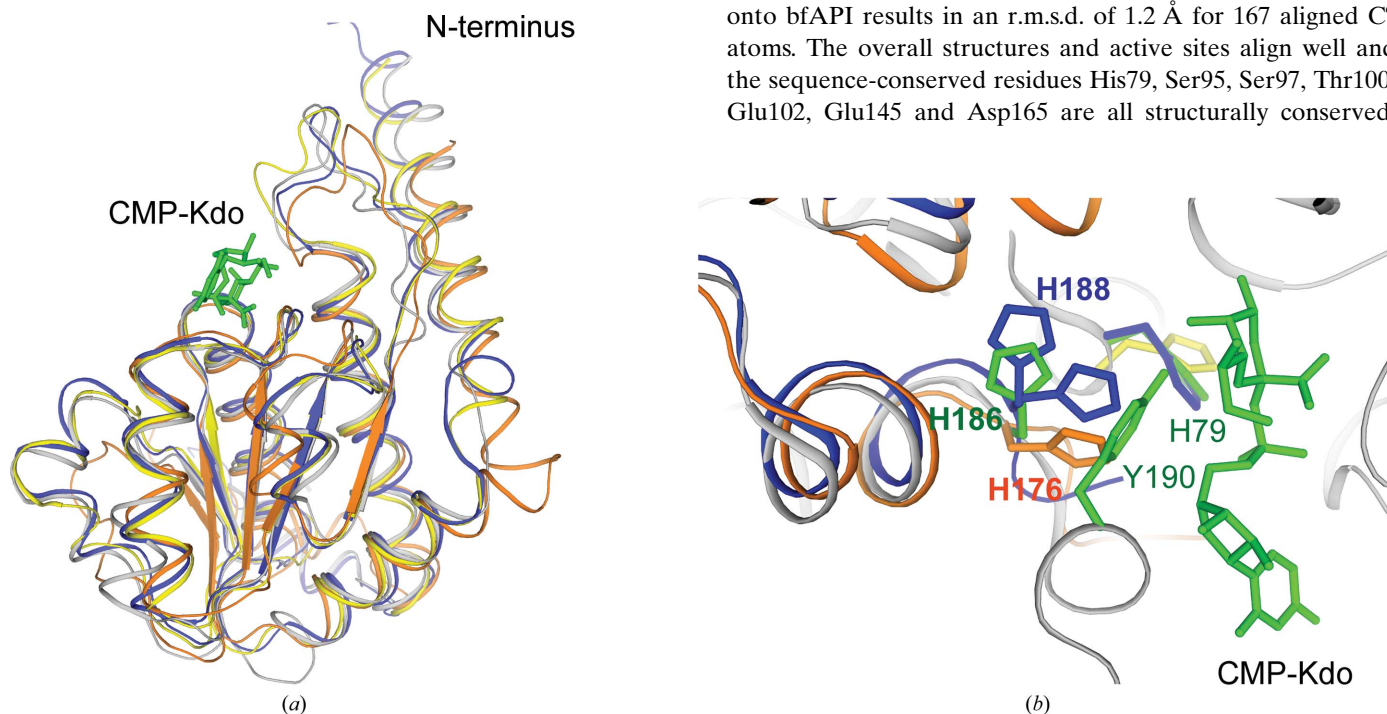 N-terminus
CMP-Kdo
(a)
onto bfAPI results in an r.m.s.d. of 1.2 Å for 167 aligned Cα
atoms. The overall structures and active sites align well and
the sequence-conserved residues His79, Ser95, Ser97, Thr100
Glu102, Glu145 and Asp165 are all structurally conserved
H188
H186
H79
H176
Y190
CMP-Kdo
(b)